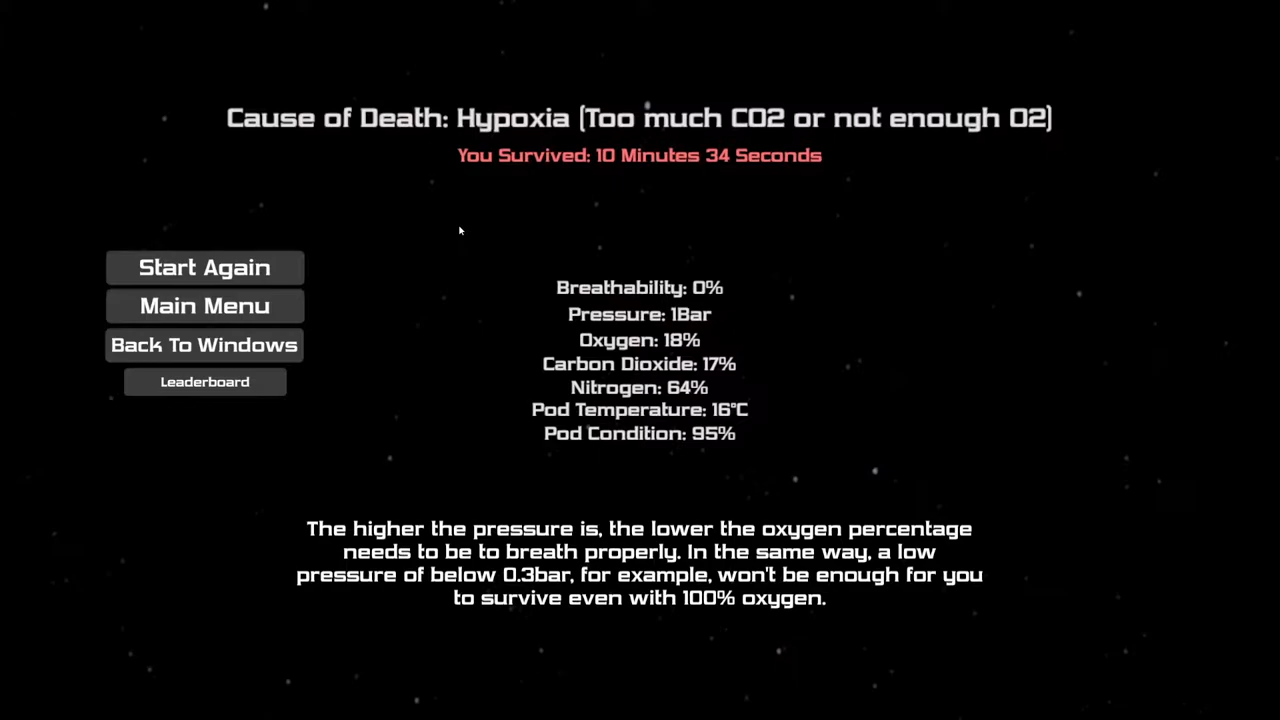 Cause of Death: Hypoxia (Too much CO2 or not enough O2)
You Survived: 10 Minutes 34 Seconds
Start Again
Main Menu
Back To Windows
Leaderboard
Breathability: 0%
Pressure: 1Bar
Oxygen: 18%
Carbon Dioxide: 17%
Nitrogen: 64%
Pod Temperature: 16°C
Pod Condition: 95%
The higher the pressure is, the lower the oxygen percentage
needs to be to breath properly. In the same way, a low
pressure of below 0.3bar, for example, won't be enough for you
to survive even with 100% oxygen.